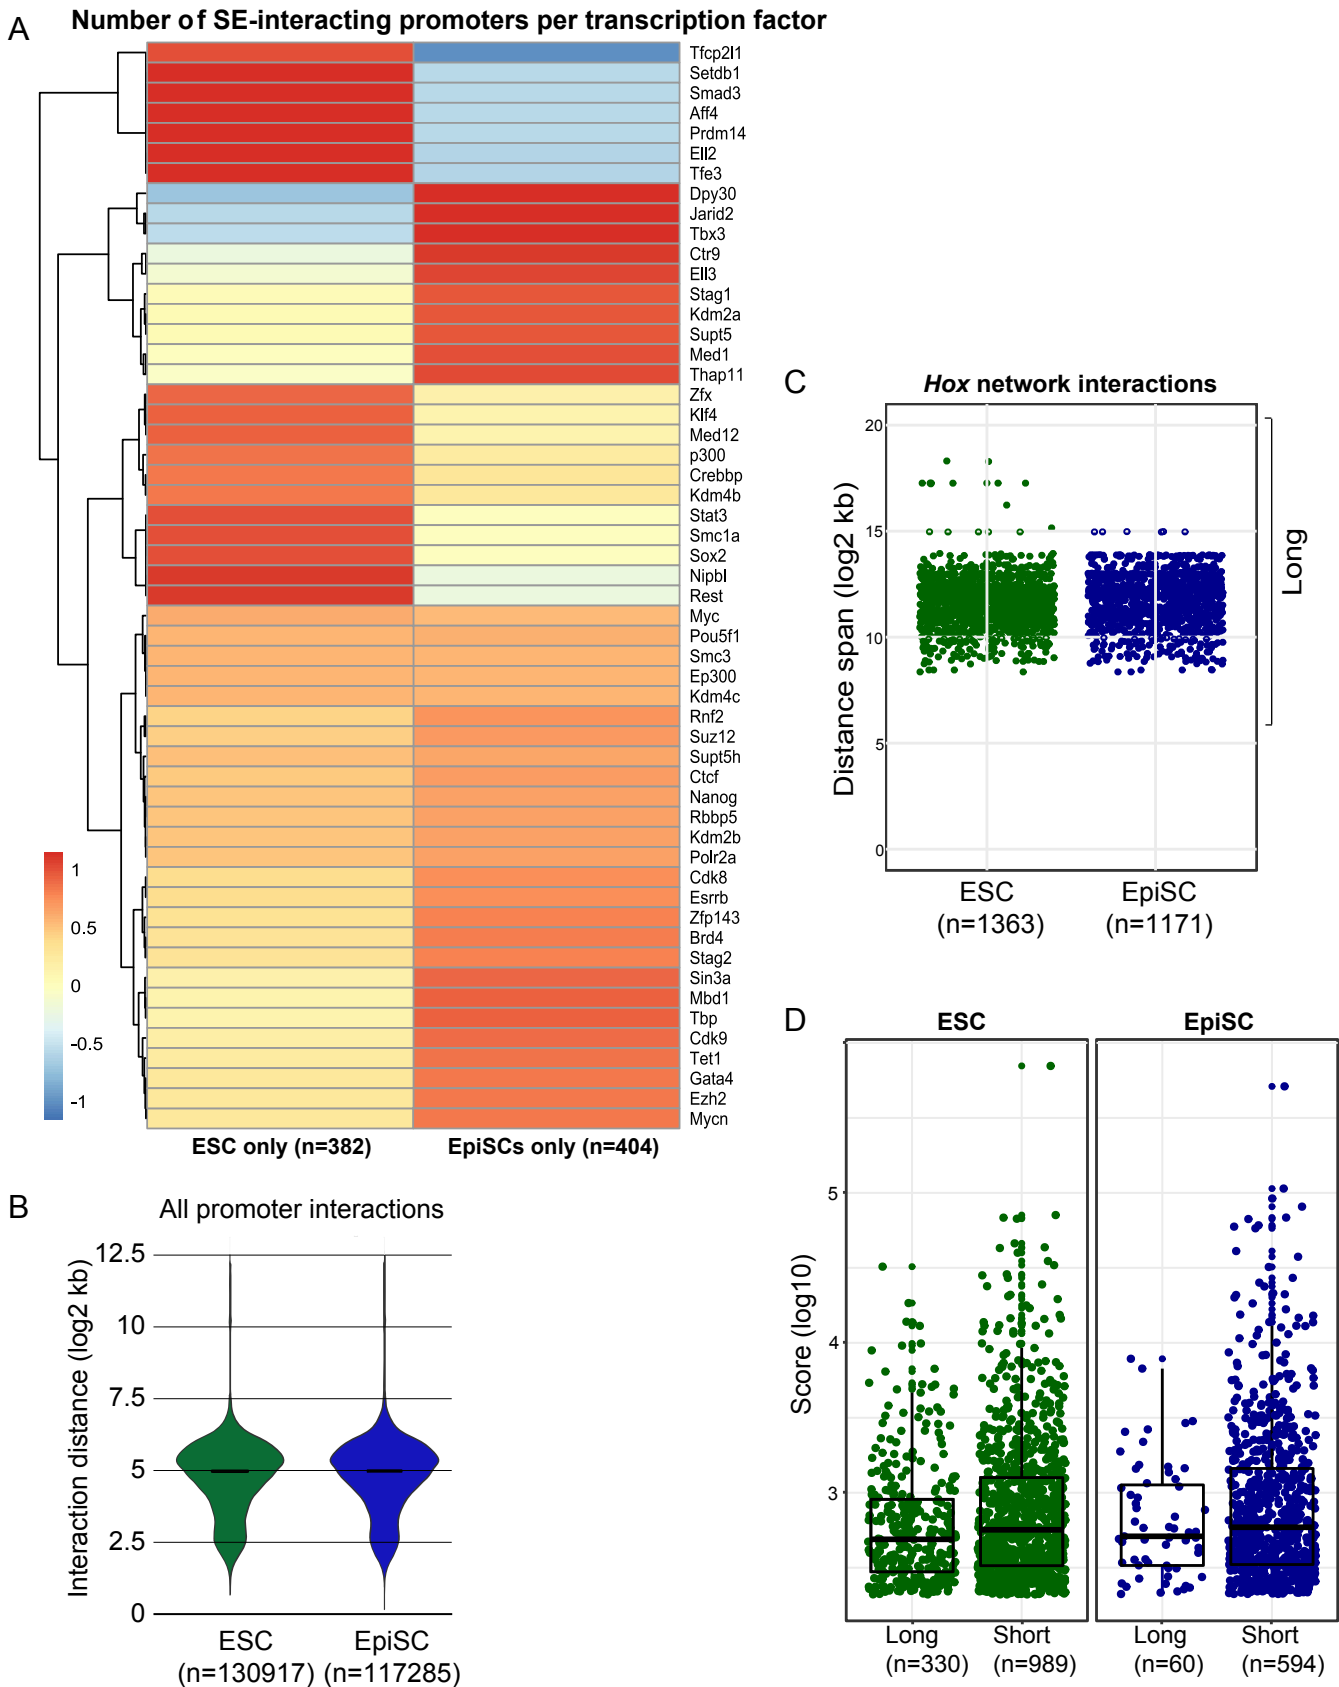 A
Number of SE-interacting promoters per transcription factor
Tfcp2l1
Setdb1
Smad3
Aff4
Prdm14
Ell2
Tfe3
Dpy30
Jarid2
Tbx3
Ctr9
Ell3
Stag1
Kdm2a
Supt5
Med1
Thap11
Zfx
Klf4
Med12
p300
Crebbp
Kdm4b
Stat3
Smc1a
Sox2
Nipbl
Rest
Myc
Pou5f1
Smc3
Ep300
Kdm4c
Rnf2
Suz12
Supt5h
Ctcf
Nanog
Rbbp5
Kdm2b
Polr2a
Cdk8
Esrrb
Zfp143
Brd4
Stag2
Sin3a
Mbd1
Tbp
Cdk9
Tet1
Gata4
Ezh2
Mycn
1
0.5
0
-0.5
-1
ESC only (n=382)
EpiSCs only (n=404)
B
All promoter interactions
Interaction distance (log2 kb)
12.5
10
7.5
5
2.5
0
ESC
(n=130917)
EpiSC
(n=117285)
C
Hox network interactions
Distance span (log2 kb)
20
15
10
5
0
Long
ESC
(n=1363)
EpiSC
(n=1171)
D
ESC
EpiSC
Score (log10)
5
4
3
Long
(n=330)
Short
(n=989)
Long
(n=60)
Short
(n=594)